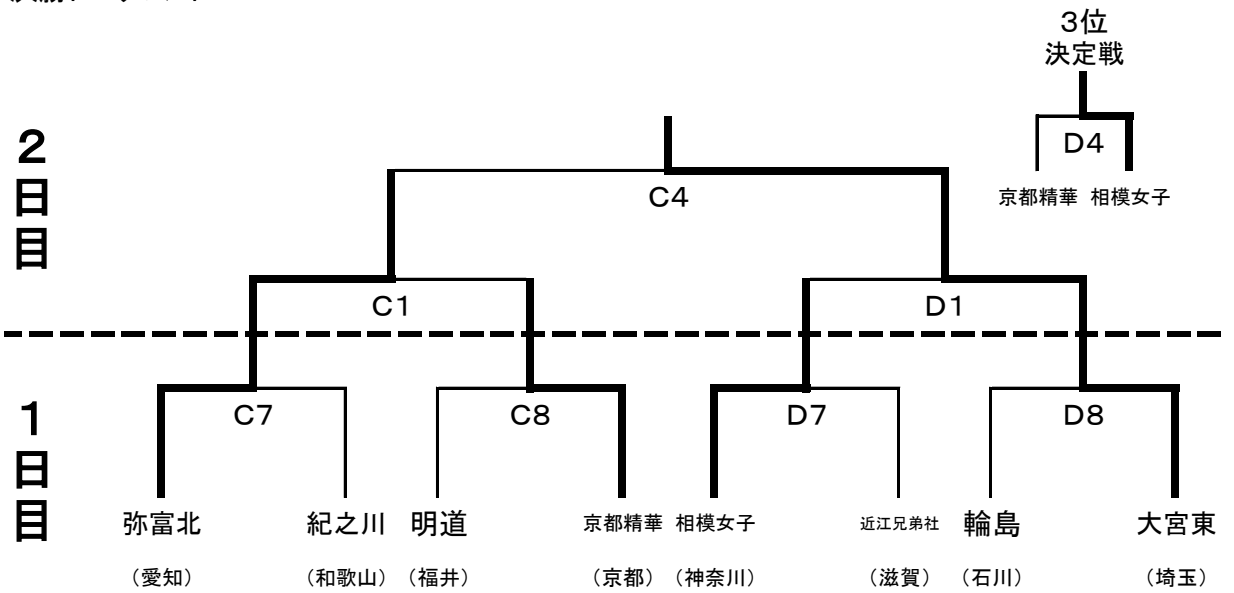 3位
決定戦
D4
京都精華 相模女子
2日目
C4
C1
D1
1日目
C7
C8
D7
D8
弥富北 紀之川 明道 京都精華 相模女子 近江兄弟社 輪島 大宮東
（愛知） （和歌山） （福井） （京都） （神奈川） （滋賀） （石川） （埼玉）